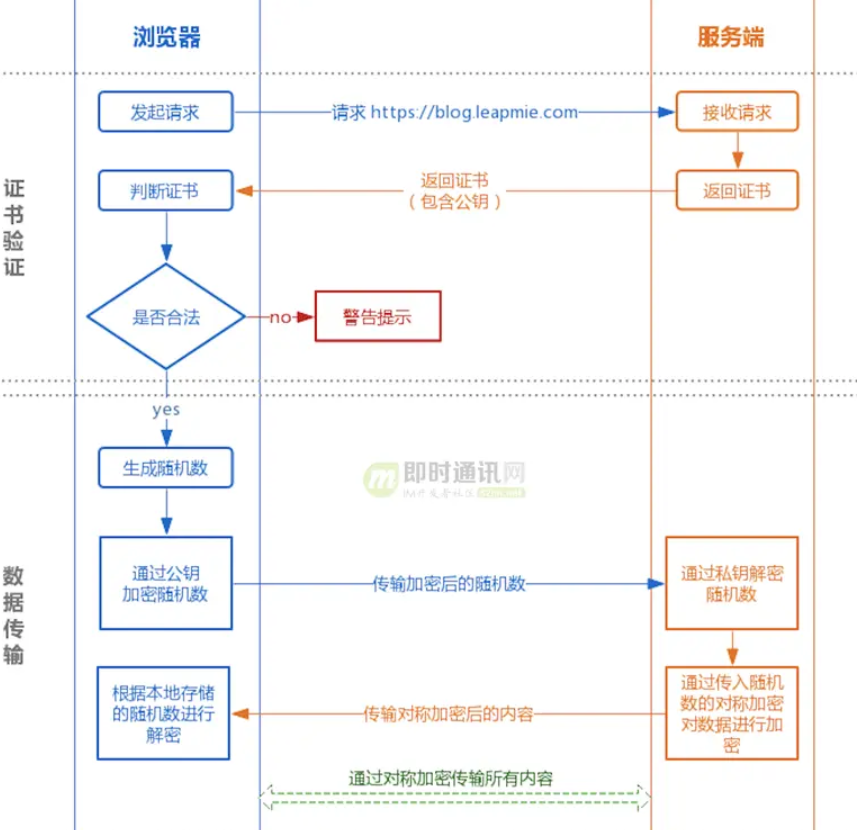 浏览器
服务端
证书验证
发起请求
请求 https://blog.leapmie.com
接收请求
判断证书
返回证书
（包含公钥）
返回证书
是否合法
no
警告提示
yes
数据传输
生成随机数
即时通讯网
通过公钥
加密随机数
传输加密后的随机数
通过私钥解密
随机数
根据本地存储
的随机数进行
解密
传输对称加密后的内容
通过传入随机
数的对称加密
对数据进行加
密
通过对称加密传输所有内容